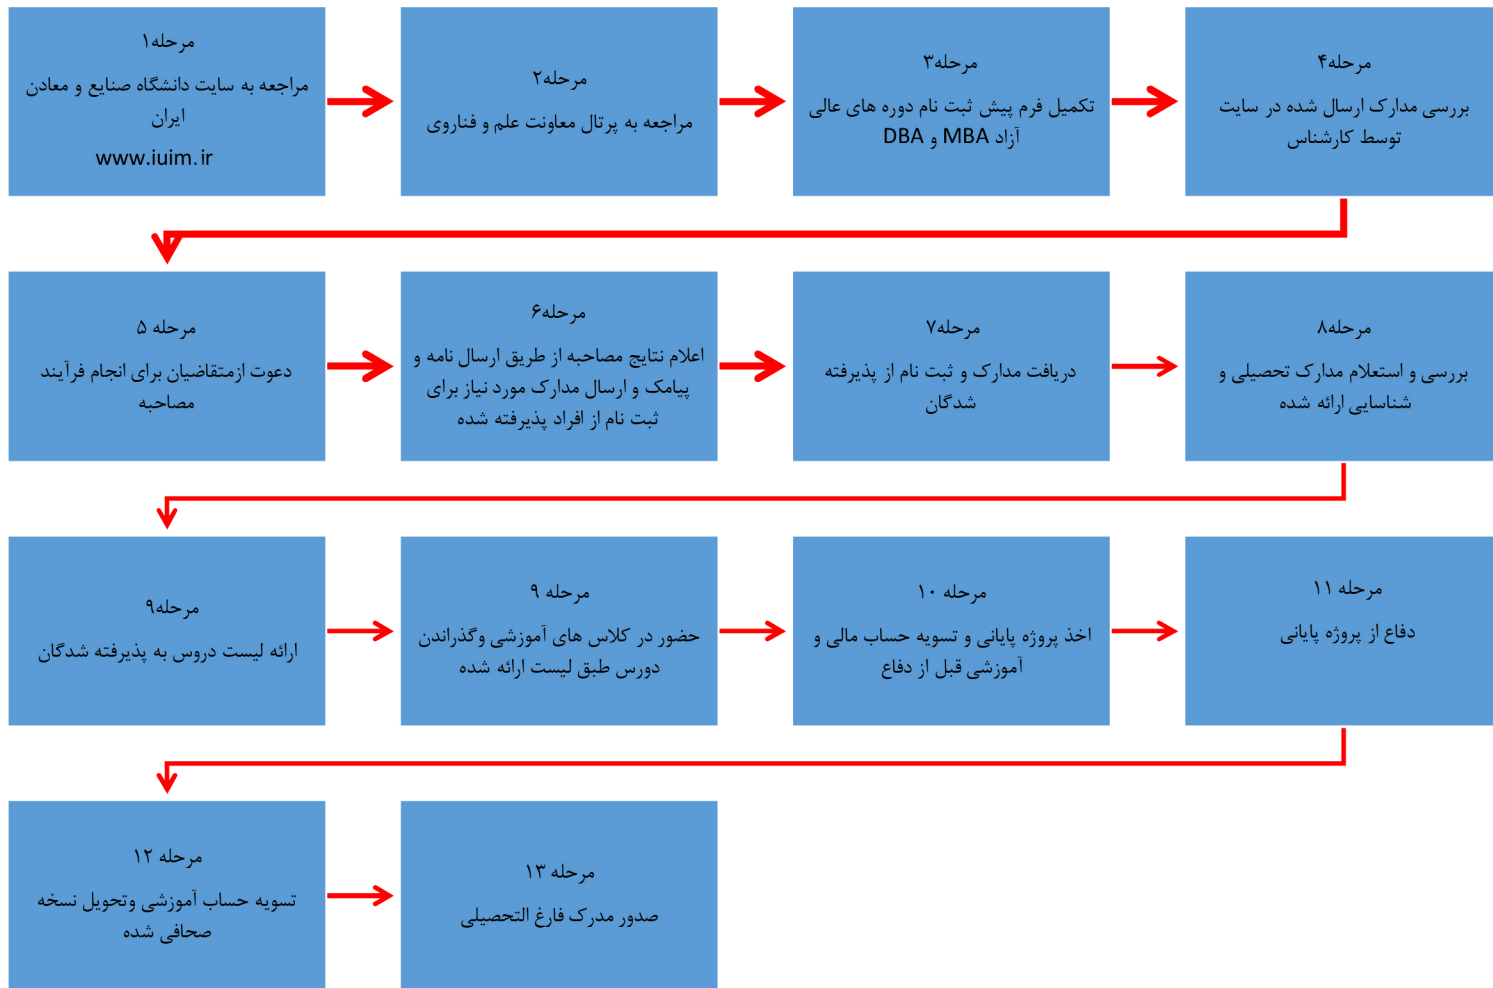 مرحله۱
مراجعه به سایت دانشگاه صنایع و معادن
ایران
www.iuim.ir
مرحله۲
مراجعه به پرتال معاونت علم و فناروی
مرحله۳
تکمیل فرم پیش ثبت نام دوره های عالی
آزاد MBA و DBA
مرحله۴
بررسی مدارک ارسال شده در سایت
توسط کارشناس
مرحله ۵
دعوت ازمتقاضیان برای انجام فرآیند
مصاحبه
مرحله۶
اعلام نتایج مصاحبه از طریق ارسال نامه و
پیامک و ارسال مدارک مورد نیاز برای
ثبت نام از افراد پذیرفته شده
مرحله۷
دریافت مدارک و ثبت نام از پذیرفته
شدگان
مرحله۸
بررسی و استعلام مدارک تحصیلی و
شناسایی ارائه شده
مرحله۹
ارائه لیست دروس به پذیرفته شدگان
مرحله ۹
حضور در کلاس های آموزشی وگذراندن
دورس طبق لیست ارائه شده
مرحله ۱۰
اخذ پروژه پایانی و تسویه حساب مالی و
آموزشی قبل از دفاع
مرحله ۱۱
دفاع از پروژه پایانی
مرحله ۱۲
تسویه حساب آموزشی وتحویل نسخه
صحافی شده
مرحله ۱۳
صدور مدرک فارغ التحصیلی